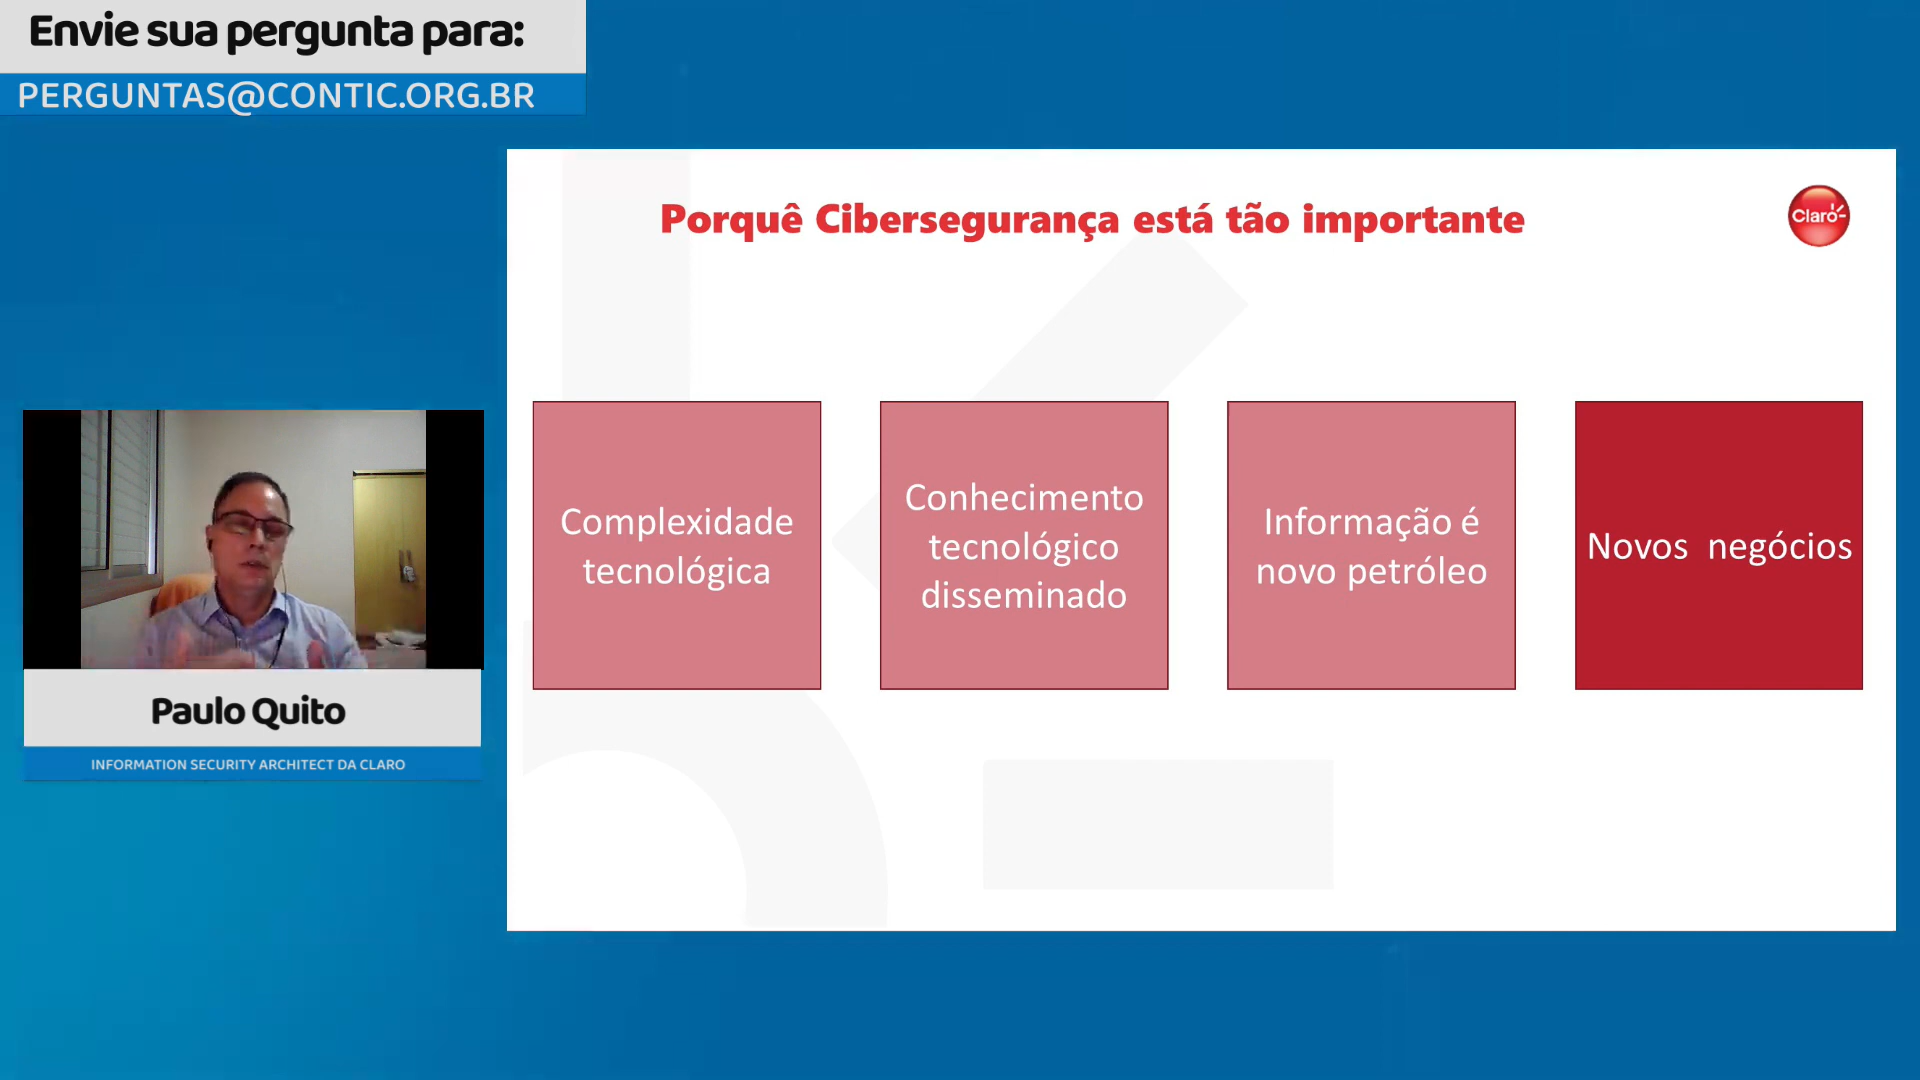 Envie sua pergunta para:
PERGUNTAS@CONTIC.ORG.BR
Porquê Cibersegurança está tão importante
Claro
Complexidade
tecnológica
Conhecimento
tecnológico
disseminado
Informação é
novo petróleo
Novos negócios
Paulo Quito
INFORMATION SECURITY ARCHITECT DA CLARO